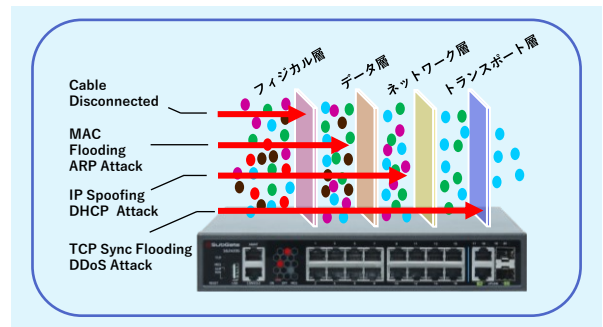 フィジカル層
データ層
ネットワーク層
トランスポート層
Cable
Disconnected
MAC
Flooding
ARP Attack
IP Spoofing
DHCP Attack
TCP Sync Flooding
DDoS Attack
SubGate